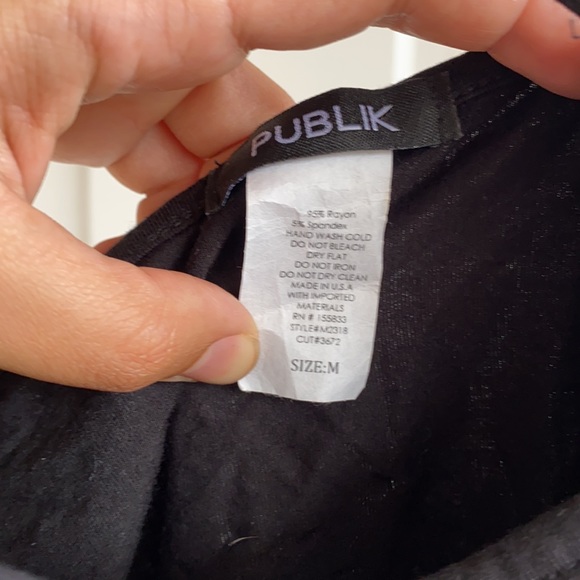 PUBLIK
95% Rayon
5% Spandex
HAND WASH COLD
DO NOT BLEACH
DRY FLAT
DO NOT IRON
DO NOT DRY CLEAN
MADE IN U.S.A
WITH IMPORTED
MATERIALS
RN # 155833
STYLE#M2318
CUT#3672
SIZE:M